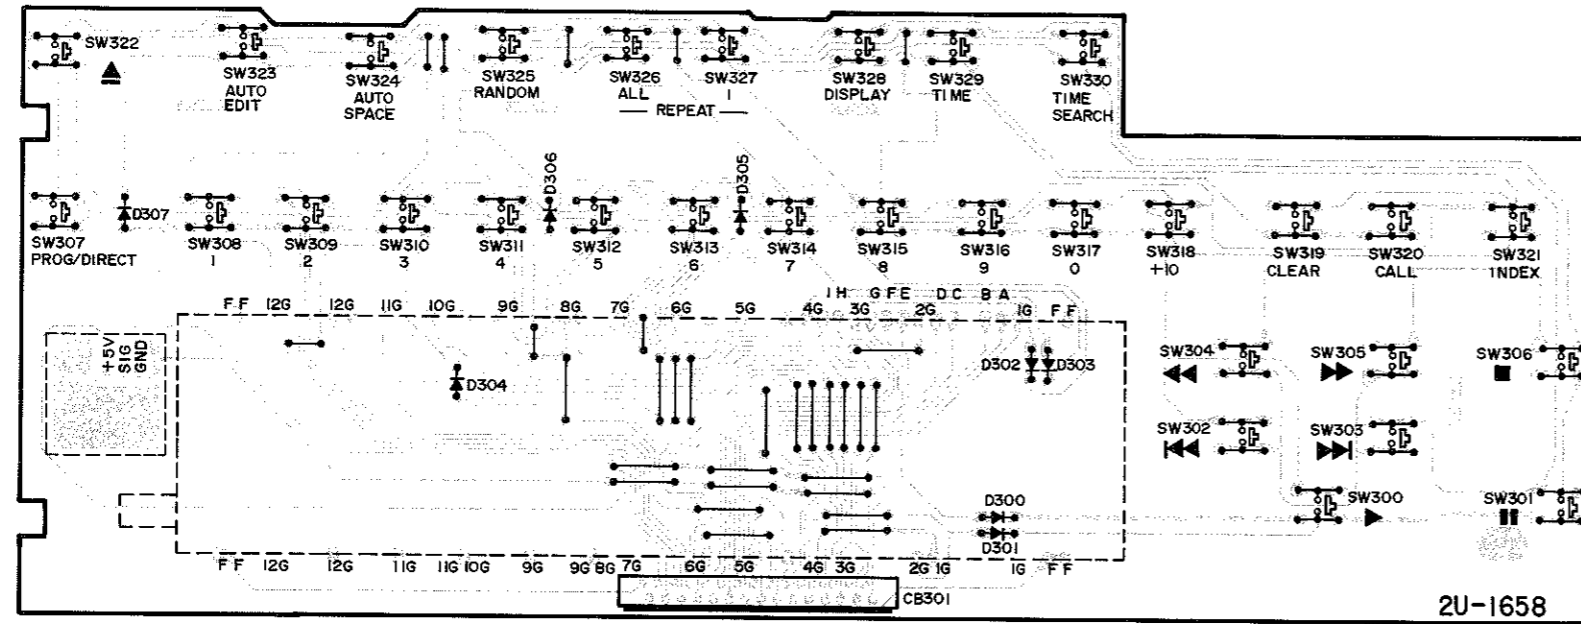 SW322
SW323
AUTO
EDIT
SW324
AUTO
SPACE
SW325
RANDOM
SW326
ALL
SW327
1
REPEAT
SW328
DISPLAY
SW329
TIME
SW330
TIME
SEARCH
D306
D305
D307
SW307
PROG/DIRECT
SW308
1
SW309
2
SW310
3
SW311
4
SW312
5
SW313
6
SW314
7
SW315
8
SW316
9
SW317
0
SW318
+10
SW319
CLEAR
SW320
CALL
SW321
INDEX
I H G F E D C B A
F F 12G 12G 11G 10G 9G 8G 7G 6G 5G 4G 3G 2G 1G F F
+5V
SIG
GND
D304
D302
D303
SW304
SW305
SW306
SW302
SW303
D300
D301
SW300
SW301
F F 12G 12G 11G 11G 10G 9G 9G 8G 7G 6G 5G 4G 3G 2G 1G 1G F F
CB301
2U-1658